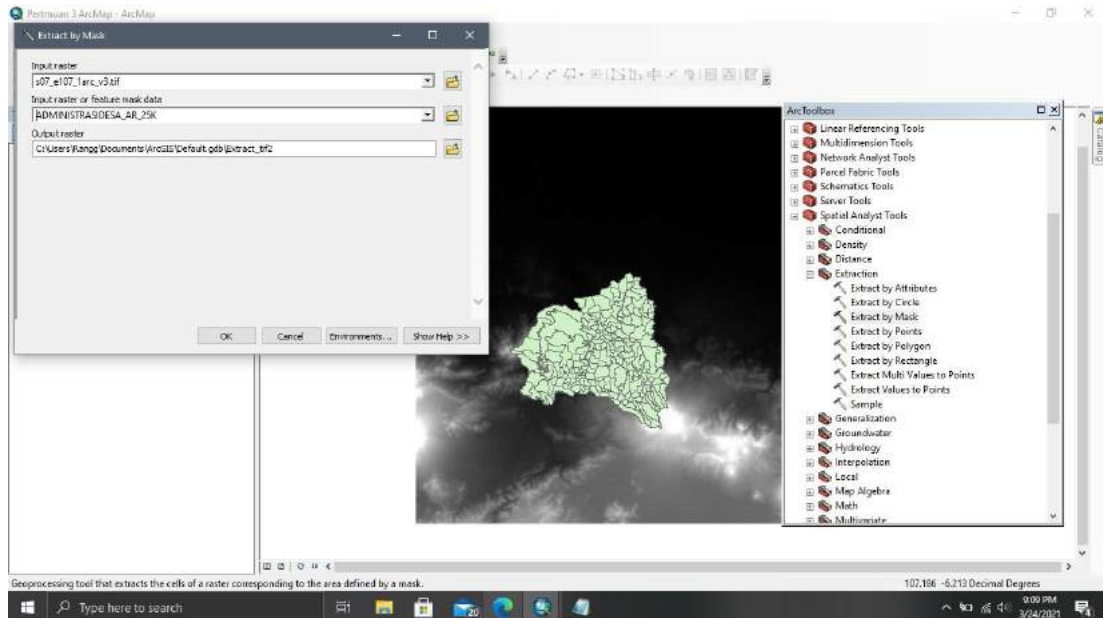 Pertmuan 3 ArcMap - ArcMap
Extract by Mask
Input raster
s07_e107_1arc_v3.tif
Input raster or feature mask data
ADMINISTRASIDESA_AR_25K
Output raster
C:\Users\Rangg\Documents\ArcGIS\Default.gdb\Extract_tif2
OK
Cancel
Environments...
Show Help >>
ArcToolbox
Linear Referencing Tools
Multidimension Tools
Network Analyst Tools
Parcel Fabric Tools
Schematics Tools
Server Tools
Spatial Analyst Tools
Conditional
Density
Distance
Extraction
Extract by Attributes
Extract by Circle
Extract by Mask
Extract by Points
Extract by Polygon
Extract by Rectangle
Extract Multi Values to Points
Extract Values to Points
Sample
Generalization
Groundwater
Hydrology
Interpolation
Local
Map Algebra
Math
Multivariate
Catalog
Geoprocessing tool that extracts the cells of a raster corresponding to the area defined by a mask.
107.186 -6.213 Decimal Degrees
Type here to search
20
9:09 PM
3/24/2021